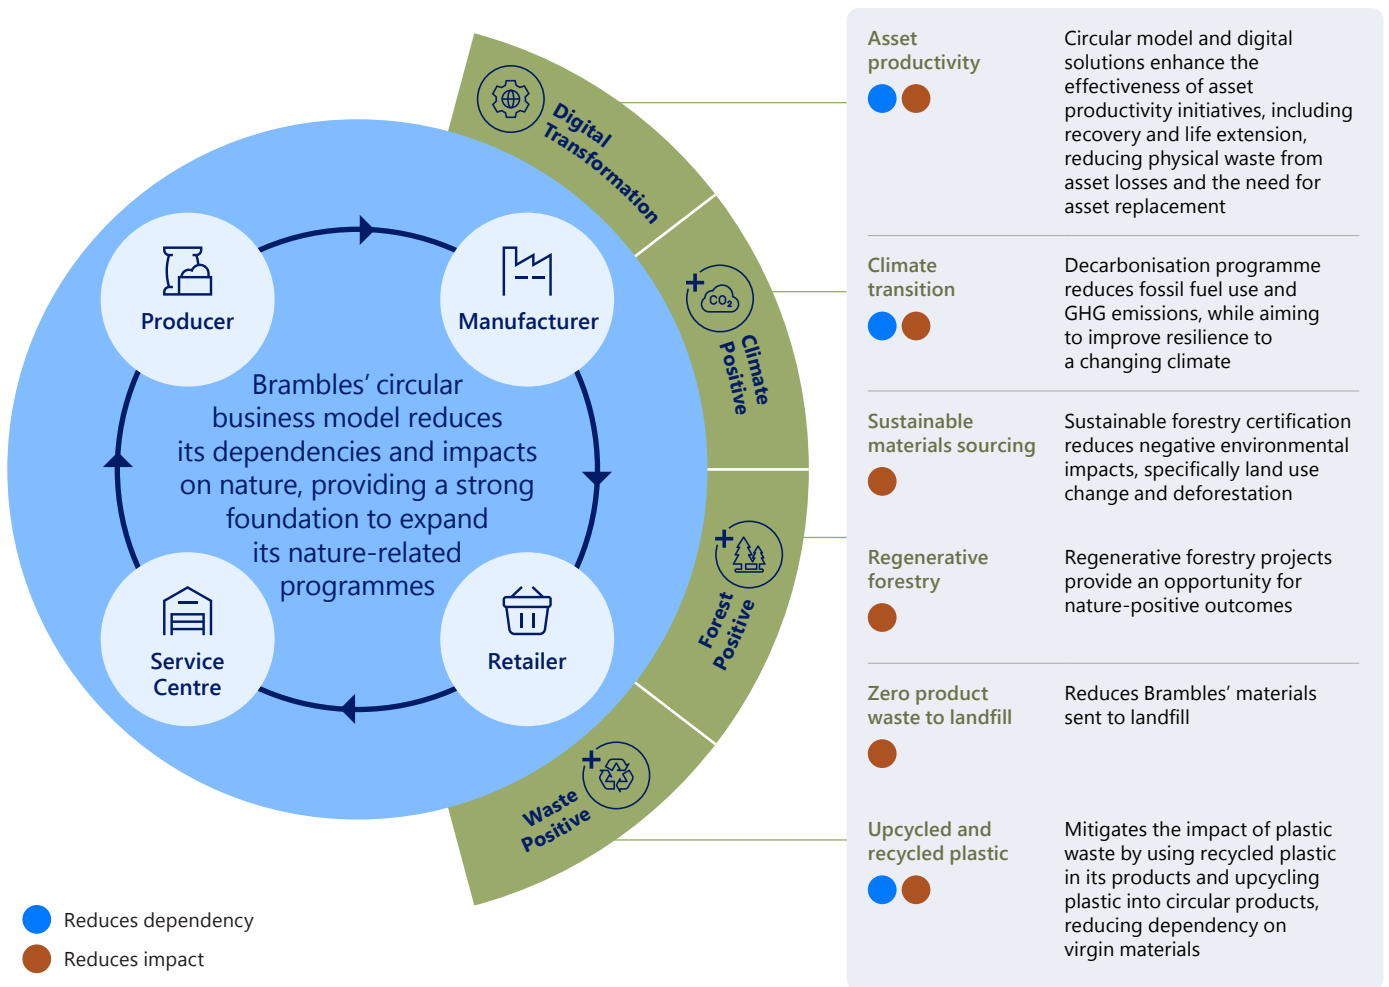 Producer
Manufacturer
Brambles’ circular
business model reduces
its dependencies and impacts
on nature, providing a strong
foundation to expand
its nature-related
programmes
Service
Centre
Retailer
Digital
Transformation
CO₂
Climate
Positive
Forest
Positive
Waste
Positive
Asset
productivity
Circular model and digital
solutions enhance the
effectiveness of asset
productivity initiatives, including
recovery and life extension,
reducing physical waste from
asset losses and the need for
asset replacement
Climate
transition
Decarbonisation programme
reduces fossil fuel use and
GHG emissions, while aiming
to improve resilience to
a changing climate
Sustainable
materials sourcing
Sustainable forestry certification
reduces negative environmental
impacts, specifically land use
change and deforestation
Regenerative
forestry
Regenerative forestry projects
provide an opportunity for
nature-positive outcomes
Zero product
waste to landfill
Reduces Brambles’ materials
sent to landfill
Upcycled and
recycled plastic
Mitigates the impact of plastic
waste by using recycled plastic
in its products and upcycling
plastic into circular products,
reducing dependency on
virgin materials
Reduces dependency
Reduces impact